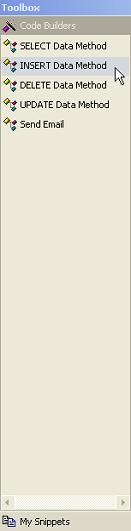 Toolbox
Code Builders
SELECT Data Method
INSERT Data Method
DELETE Data Method
UPDATE Data Method
Send Email
My Snippets